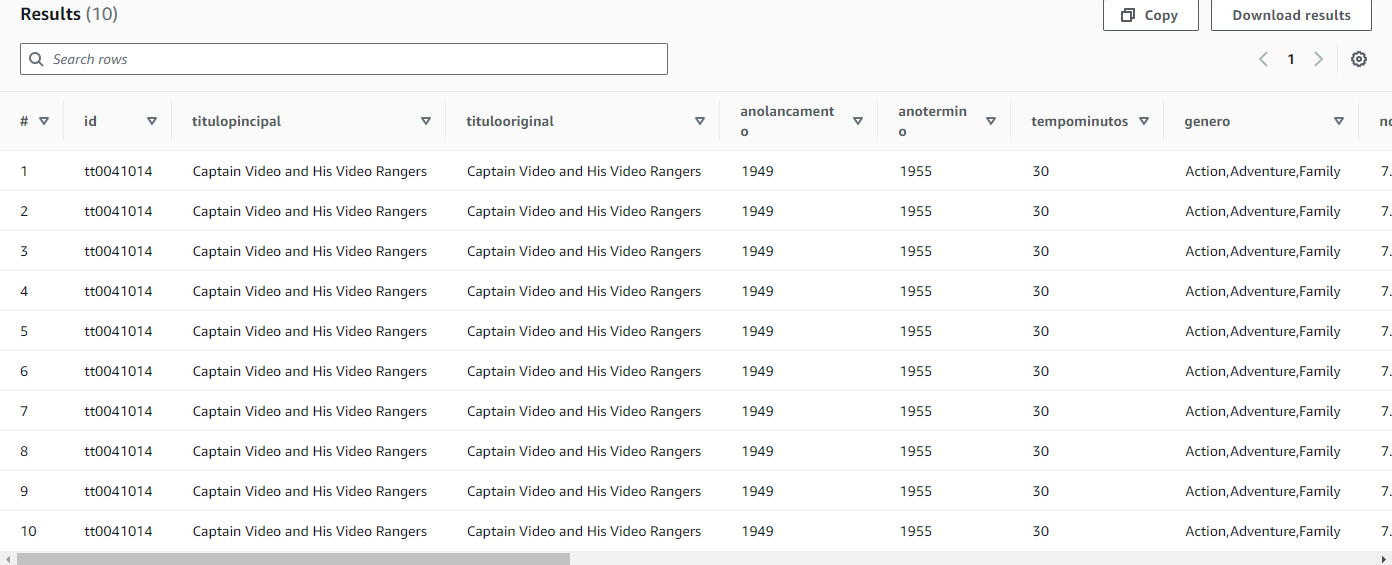 Results (10)
Copy
Download results
Search rows
1
# id titulopincipal titulooriginal anolancamento anotermino tempominutos genero
1 tt0041014 Captain Video and His Video Rangers Captain Video and His Video Rangers 1949 1955 30 Action,Adventure,Family 7.
2 tt0041014 Captain Video and His Video Rangers Captain Video and His Video Rangers 1949 1955 30 Action,Adventure,Family 7.
3 tt0041014 Captain Video and His Video Rangers Captain Video and His Video Rangers 1949 1955 30 Action,Adventure,Family 7.
4 tt0041014 Captain Video and His Video Rangers Captain Video and His Video Rangers 1949 1955 30 Action,Adventure,Family 7.
5 tt0041014 Captain Video and His Video Rangers Captain Video and His Video Rangers 1949 1955 30 Action,Adventure,Family 7.
6 tt0041014 Captain Video and His Video Rangers Captain Video and His Video Rangers 1949 1955 30 Action,Adventure,Family 7.
7 tt0041014 Captain Video and His Video Rangers Captain Video and His Video Rangers 1949 1955 30 Action,Adventure,Family 7.
8 tt0041014 Captain Video and His Video Rangers Captain Video and His Video Rangers 1949 1955 30 Action,Adventure,Family 7.
9 tt0041014 Captain Video and His Video Rangers Captain Video and His Video Rangers 1949 1955 30 Action,Adventure,Family 7.
10 tt0041014 Captain Video and His Video Rangers Captain Video and His Video Rangers 1949 1955 30 Action,Adventure,Family 7.